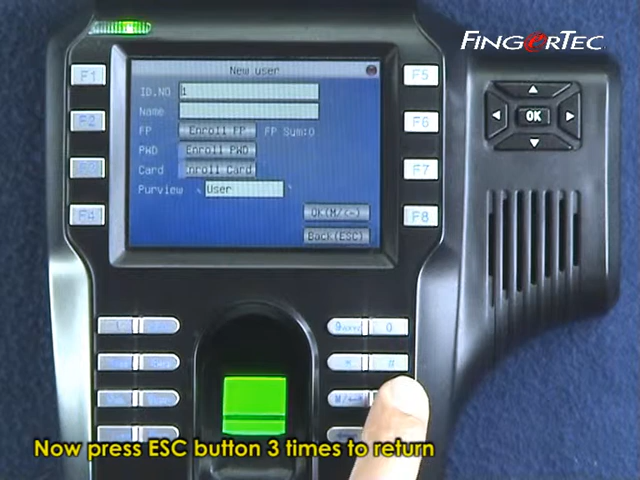 FINGERTEC
F1
F2
F3
F4
F5
F6
F7
F8
New user
ID.NO 1
Name
FP Enroll FP FP Sum:0
PWD Enroll PWD
Card Enroll Card
Purview User
OK(M/<-)
Back(ESC)
OK
0
*
#
Now press ESC button 3 times to return